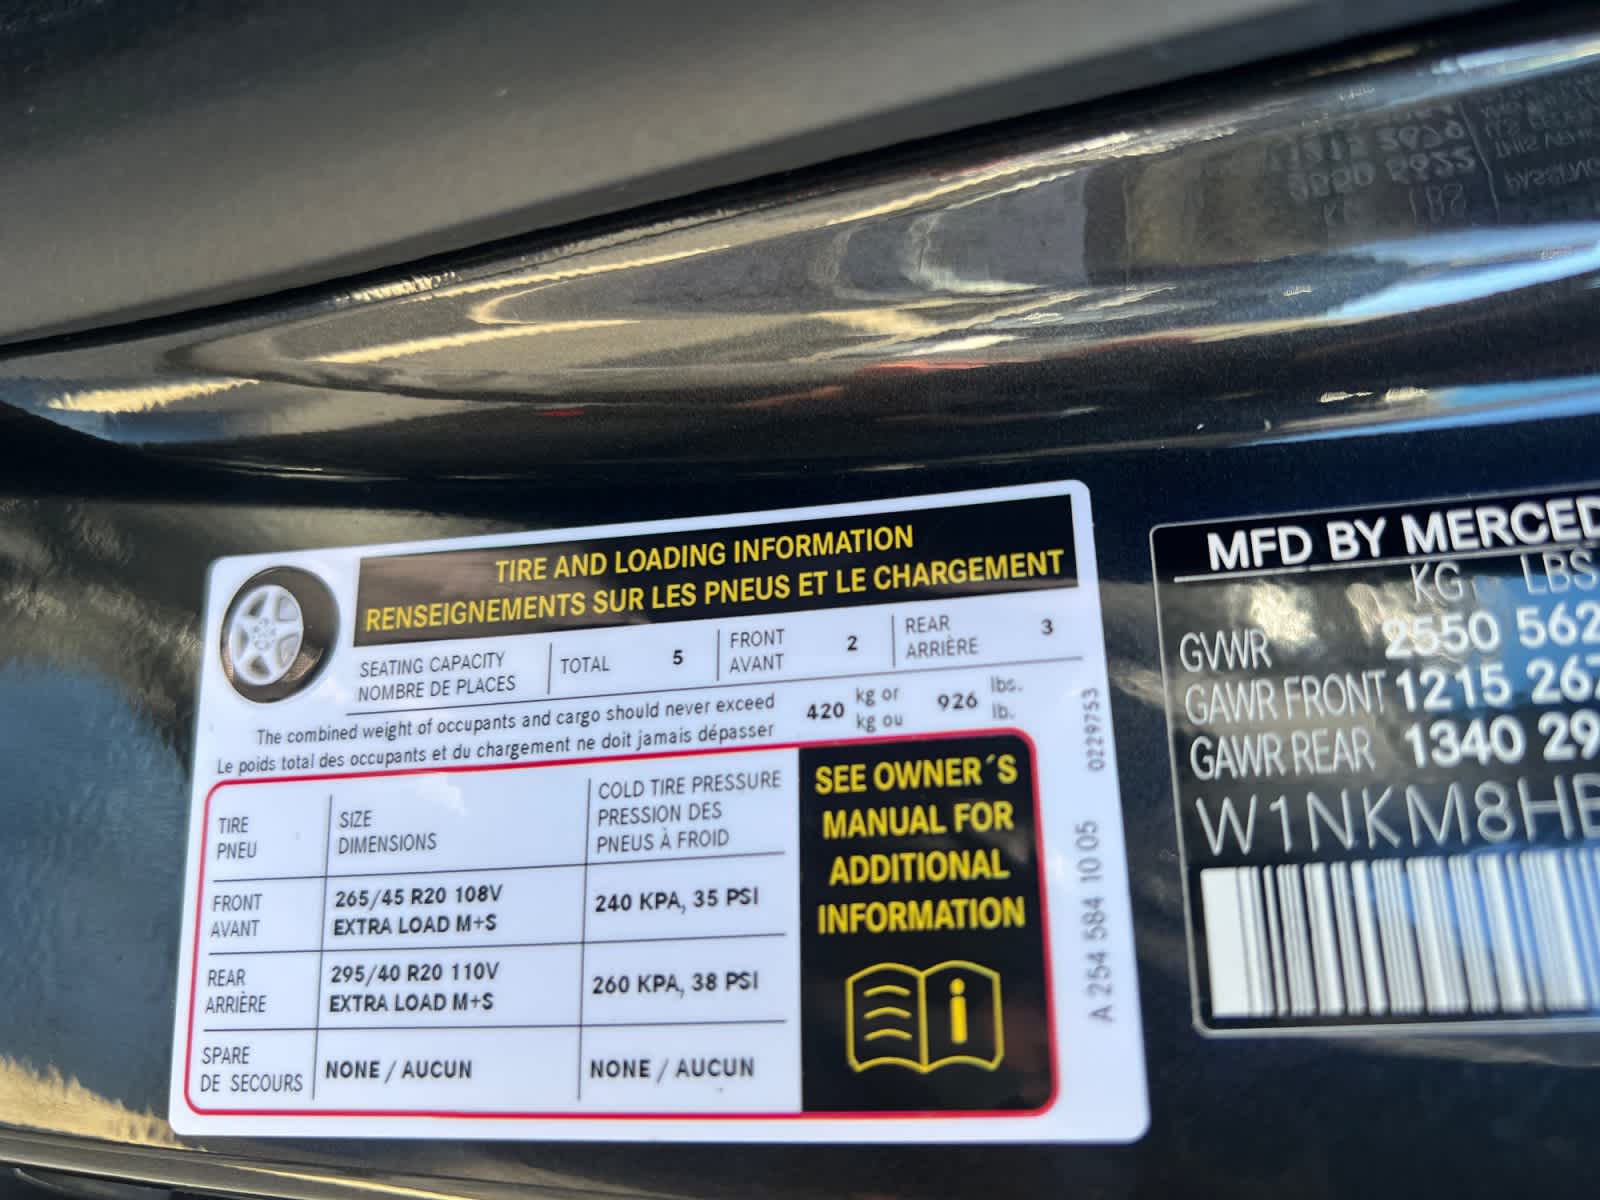 TIRE AND LOADING INFORMATION
RENSEIGNEMENTS SUR LES PNEUS ET LE CHARGEMENT
SEATING CAPACITY
NOMBRE DE PLACES
TOTAL 5
FRONT
AVANT
2
REAR
ARRIÈRE
3
The combined weight of occupants and cargo should never exceed
Le poids total des occupants et du chargement ne doit jamais dépasser
420
kg or
kg ou
926
lbs.
lb.
TIRE
PNEU
SIZE
DIMENSIONS
COLD TIRE PRESSURE
PRESSION DES
PNEUS À FROID
FRONT
AVANT
265/45 R20 108V
EXTRA LOAD M+S
240 KPA, 35 PSI
REAR
ARRIÈRE
295/40 R20 110V
EXTRA LOAD M+S
260 KPA, 38 PSI
SPARE
DE SECOURS
NONE / AUCUN
NONE / AUCUN
SEE OWNER´S
MANUAL FOR
ADDITIONAL
INFORMATION
0229753
A 254 584 10 05
MFD BY MERCED
KG LBS
GVWR 2550 562
GAWR FRONT 1215 267
GAWR REAR 1340 29
W1NKM8HB